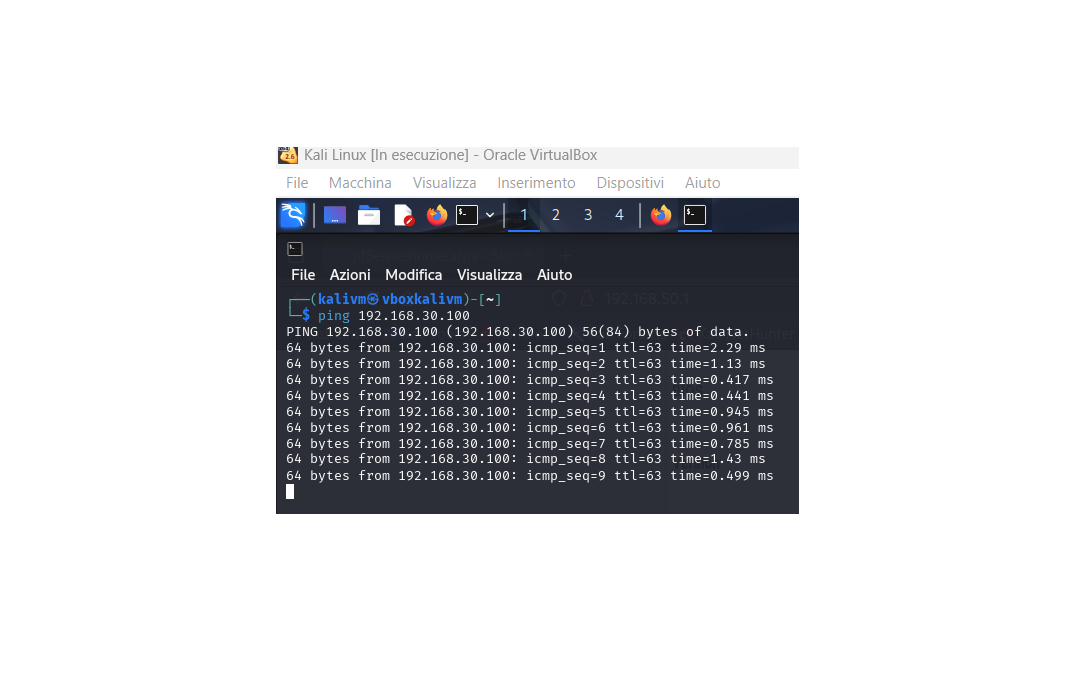 Kali Linux [In esecuzione] - Oracle VirtualBox
File Macchina Visualizza Inserimento Dispositivi Aiuto
1 2 3 4
File Azioni Modifica Visualizza Aiuto
(kalivm㉿vboxkalivm)-[~]
192.168.50.1
$ ping 192.168.30.100
PING 192.168.30.100 (192.168.30.100) 56(84) bytes of data.
64 bytes from 192.168.30.100: icmp_seq=1 ttl=63 time=2.29 ms
64 bytes from 192.168.30.100: icmp_seq=2 ttl=63 time=1.13 ms
64 bytes from 192.168.30.100: icmp_seq=3 ttl=63 time=0.417 ms
64 bytes from 192.168.30.100: icmp_seq=4 ttl=63 time=0.441 ms
64 bytes from 192.168.30.100: icmp_seq=5 ttl=63 time=0.945 ms
64 bytes from 192.168.30.100: icmp_seq=6 ttl=63 time=0.961 ms
64 bytes from 192.168.30.100: icmp_seq=7 ttl=63 time=0.785 ms
64 bytes from 192.168.30.100: icmp_seq=8 ttl=63 time=1.43 ms
64 bytes from 192.168.30.100: icmp_seq=9 ttl=63 time=0.499 ms